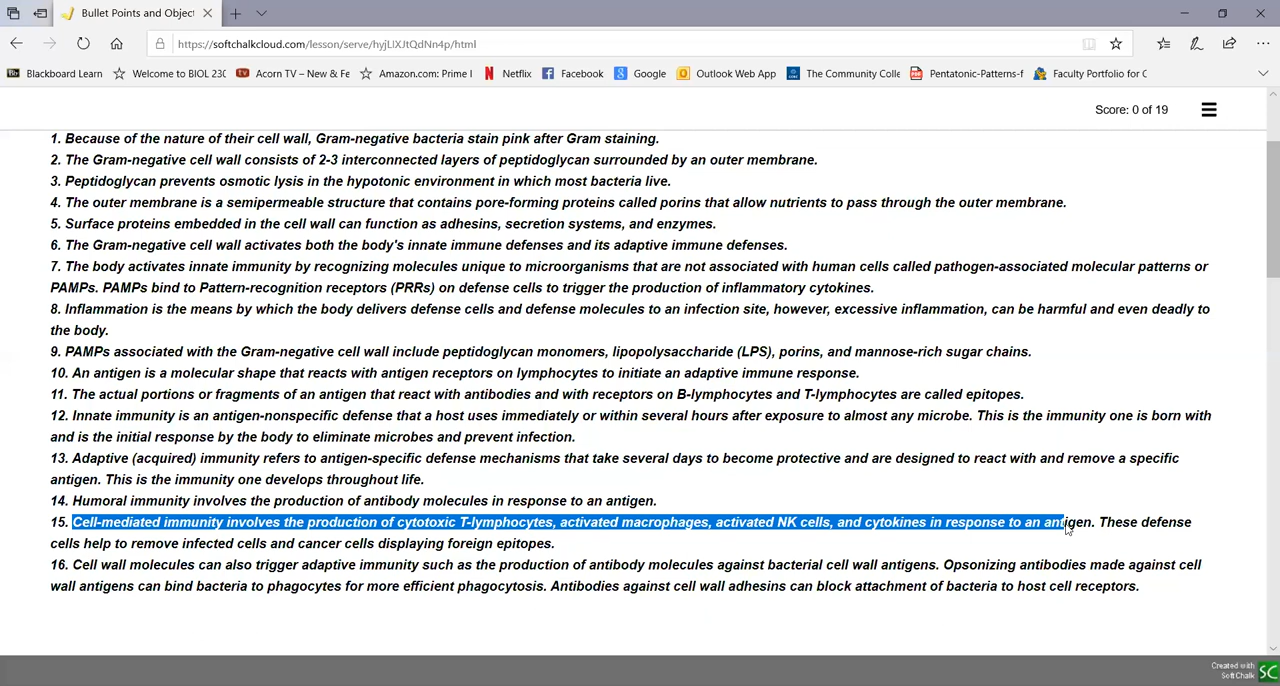 Bullet Points and Object
https://softchalkcloud.com/lesson/serve/hyjLlXJtQdNn4p/html
Blackboard Learn Welcome to BIOL 230 Acorn TV – New & Fe Amazon.com: Prime I Netflix Facebook Google Outlook Web App The Community Colle Pentatonic-Patterns-f Faculty Portfolio for C
Score: 0 of 19
1. Because of the nature of their cell wall, Gram-negative bacteria stain pink after Gram staining.
2. The Gram-negative cell wall consists of 2-3 interconnected layers of peptidoglycan surrounded by an outer membrane.
3. Peptidoglycan prevents osmotic lysis in the hypotonic environment in which most bacteria live.
4. The outer membrane is a semipermeable structure that contains pore-forming proteins called porins that allow nutrients to pass through the outer membrane.
5. Surface proteins embedded in the cell wall can function as adhesins, secretion systems, and enzymes.
6. The Gram-negative cell wall activates both the body's innate immune defenses and its adaptive immune defenses.
7. The body activates innate immunity by recognizing molecules unique to microorganisms that are not associated with human cells called pathogen-associated molecular patterns or
PAMPs. PAMPs bind to Pattern-recognition receptors (PRRs) on defense cells to trigger the production of inflammatory cytokines.
8. Inflammation is the means by which the body delivers defense cells and defense molecules to an infection site, however, excessive inflammation, can be harmful and even deadly to
the body.
9. PAMPs associated with the Gram-negative cell wall include peptidoglycan monomers, lipopolysaccharide (LPS), porins, and mannose-rich sugar chains.
10. An antigen is a molecular shape that reacts with antigen receptors on lymphocytes to initiate an adaptive immune response.
11. The actual portions or fragments of an antigen that react with antibodies and with receptors on B-lymphocytes and T-lymphocytes are called epitopes.
12. Innate immunity is an antigen-nonspecific defense that a host uses immediately or within several hours after exposure to almost any microbe. This is the immunity one is born with
and is the initial response by the body to eliminate microbes and prevent infection.
13. Adaptive (acquired) immunity refers to antigen-specific defense mechanisms that take several days to become protective and are designed to react with and remove a specific
antigen. This is the immunity one develops throughout life.
14. Humoral immunity involves the production of antibody molecules in response to an antigen.
15. Cell-mediated immunity involves the production of cytotoxic T-lymphocytes, activated macrophages, activated NK cells, and cytokines in response to an antigen. These defense
cells help to remove infected cells and cancer cells displaying foreign epitopes.
16. Cell wall molecules can also trigger adaptive immunity such as the production of antibody molecules against bacterial cell wall antigens. Opsonizing antibodies made against cell
wall antigens can bind bacteria to phagocytes for more efficient phagocytosis. Antibodies against cell wall adhesins can block attachment of bacteria to host cell receptors.
Created with
SoftChalk SC